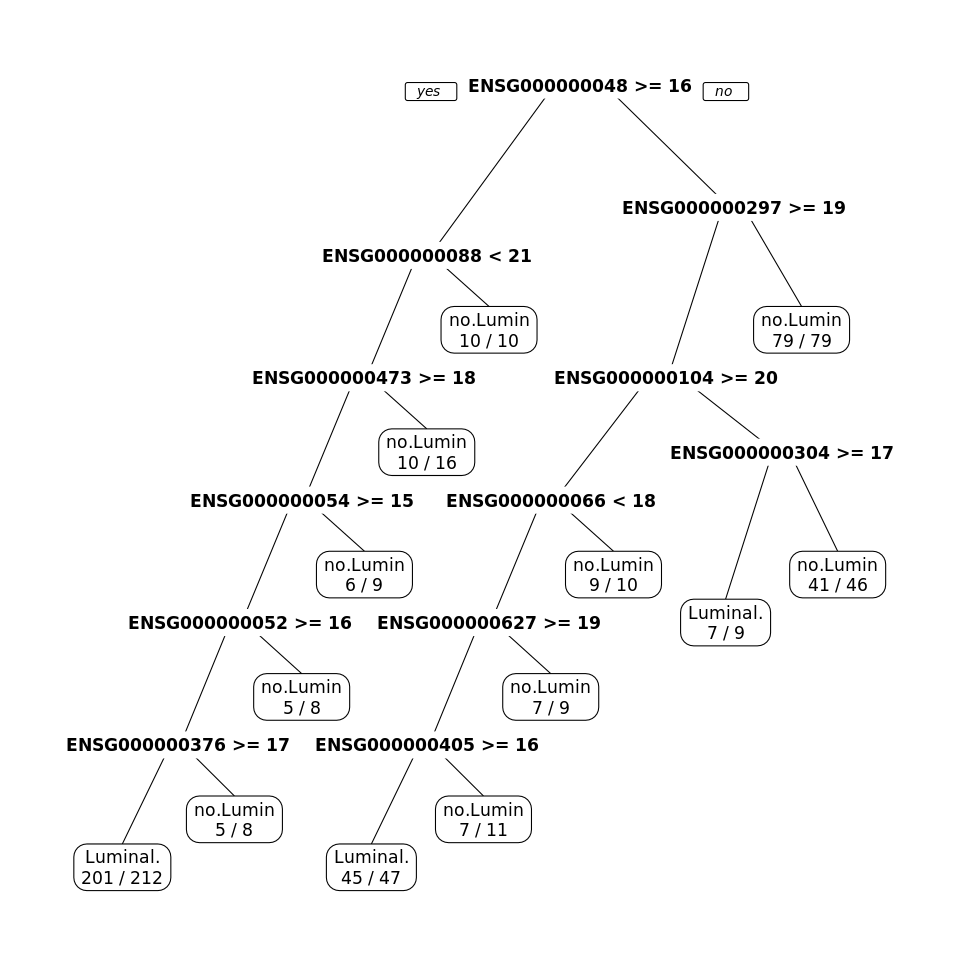 yes
ENSG000000048 >= 16
no
ENSG000000297 >= 19
ENSG000000088 < 21
no.Lumin
10 / 10
no.Lumin
79 / 79
ENSG000000473 >= 18
ENSG000000104 >= 20
no.Lumin
10 / 16
ENSG000000304 >= 17
ENSG000000054 >= 15
ENSG000000066 < 18
no.Lumin
6 / 9
no.Lumin
9 / 10
no.Lumin
41 / 46
Luminal.
7 / 9
ENSG000000052 >= 16
ENSG000000627 >= 19
no.Lumin
5 / 8
no.Lumin
7 / 9
ENSG000000376 >= 17
ENSG000000405 >= 16
no.Lumin
5 / 8
no.Lumin
7 / 11
Luminal.
201 / 212
Luminal.
45 / 47